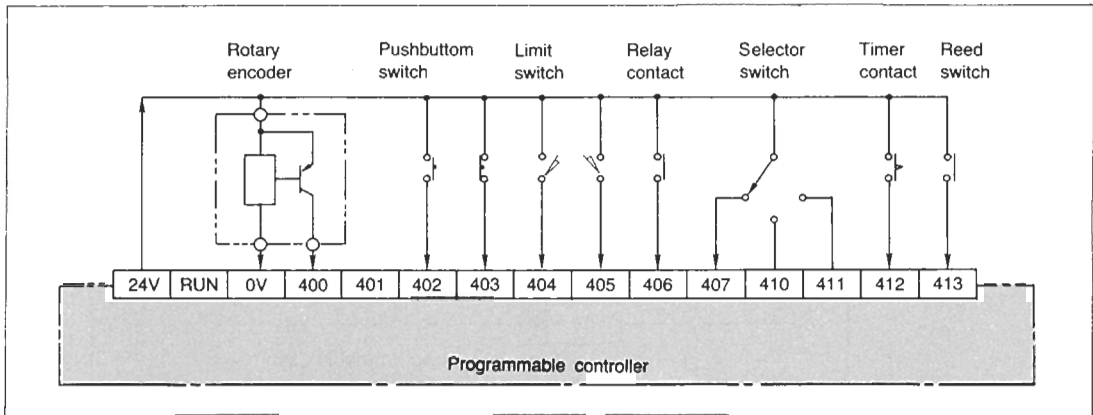 Rotary encoder
Pushbuttom switch
Limit switch
Relay contact
Selector switch
Timer contact
Reed switch
24V RUN 0V 400 401 402 403 404 405 406 407 410 411 412 413
Programmable controller